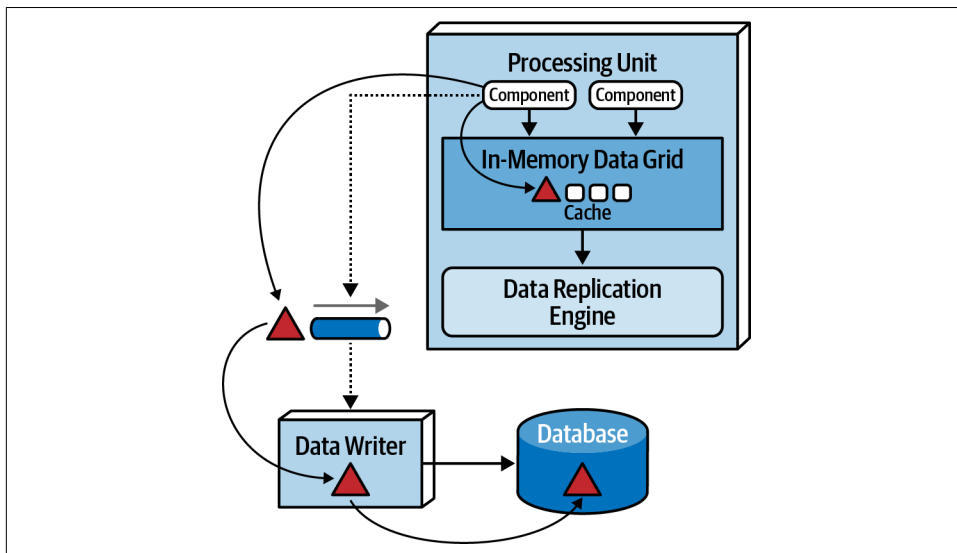 Processing Unit
Component Component
In-Memory Data Grid
Cache
Data Replication
Engine
Data Writer
Database